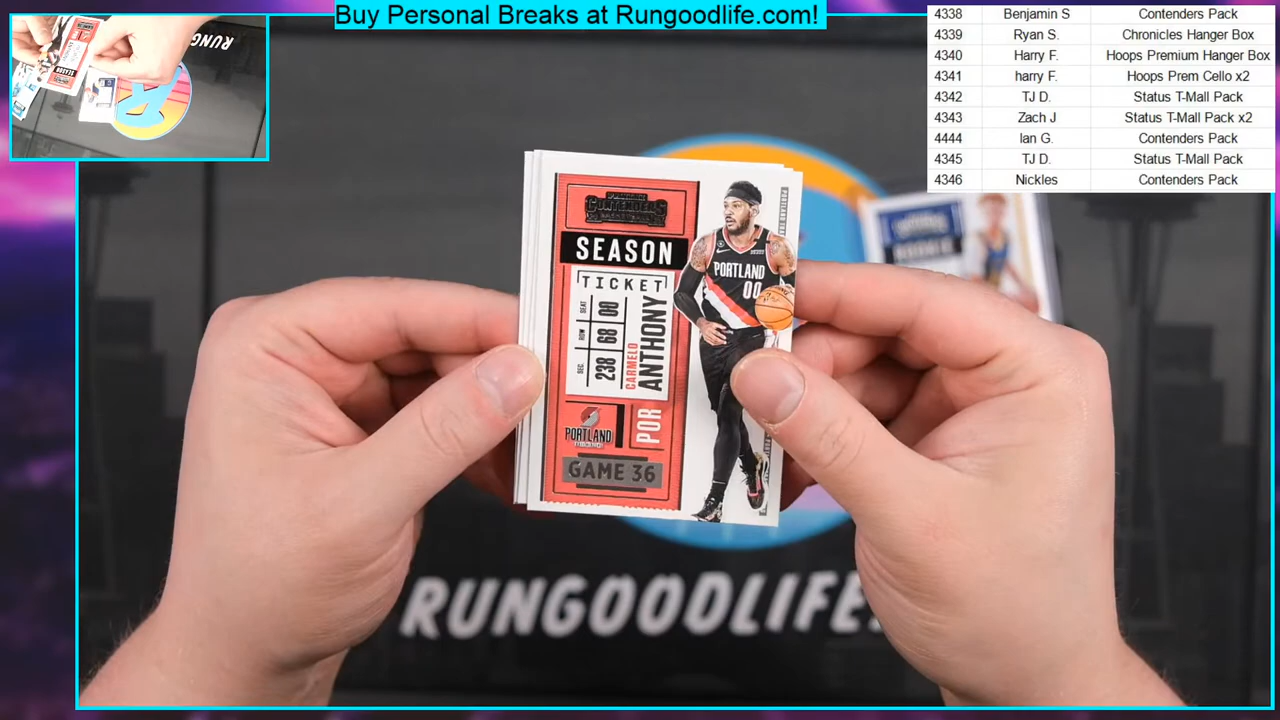 Buy Personal Breaks at Rungoodlife.com!
4338 Benjamin S Contenders Pack
4339 Ryan S. Chronicles Hanger Box
4340 Harry F. Hoops Premium Hanger Box
4341 harry F. Hoops Prem Cello x2
4342 TJ D. Status T-Mall Pack
4343 Zach J Status T-Mall Pack x2
4444 Ian G. Contenders Pack
4345 TJ D. Status T-Mall Pack
4346 Nickles Contenders Pack
RUNGOODL
SEASON
CONTENDERS
SEASON
TICKET
SEAT 00
ROW 68
SEC 238
CARMELO
ANTHONY
PORTLAND
00
POR
PORTLAND
GAME 36
RUNGOODLIFE